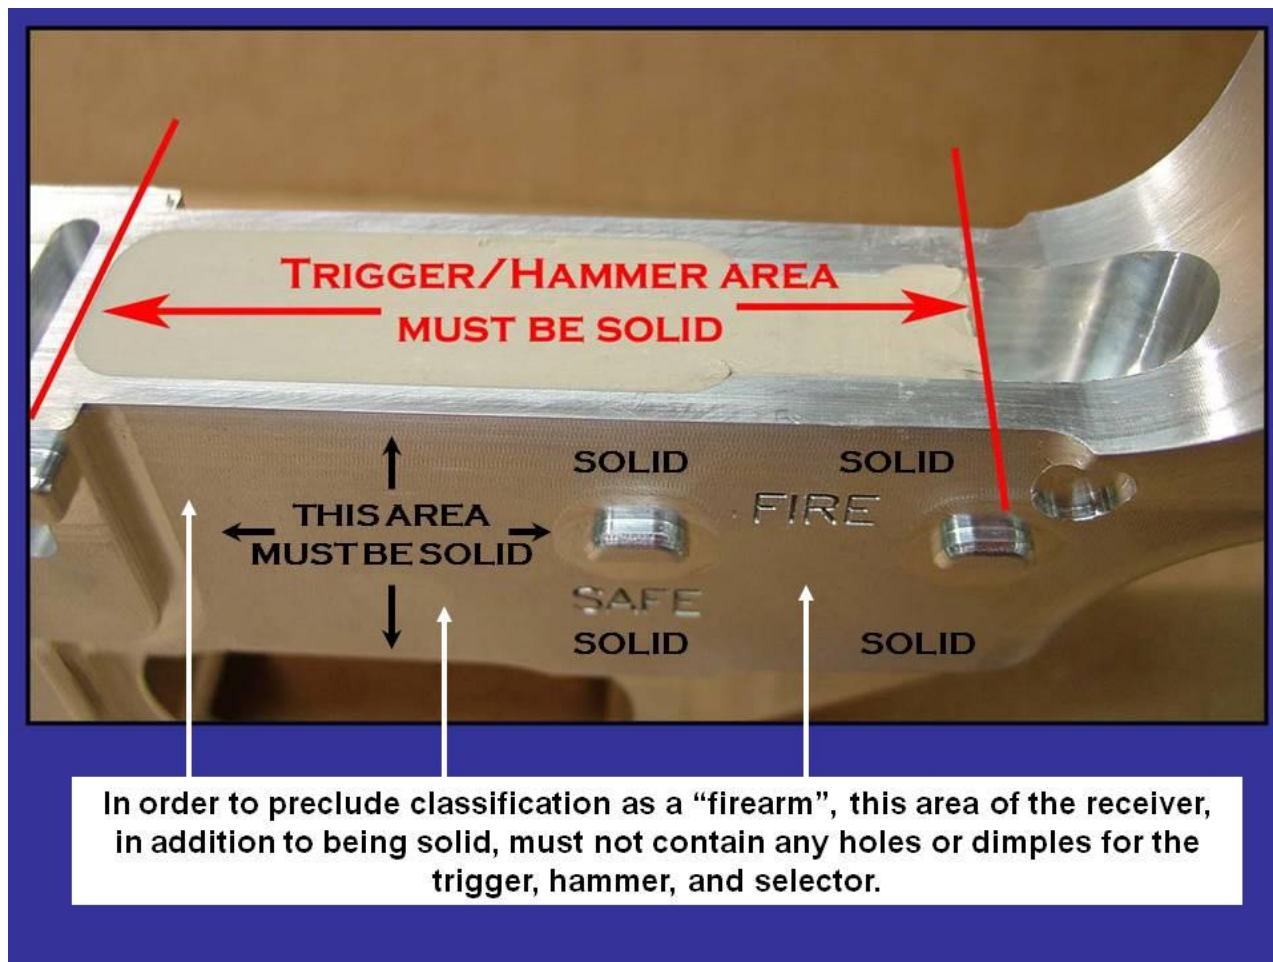 TRIGGER/HAMMER AREA
MUST BE SOLID
SOLID SOLID
FIRE
THIS AREA
MUST BE SOLID
SAFE
SOLID SOLID
In order to preclude classification as a “firearm”, this area of the receiver,
in addition to being solid, must not contain any holes or dimples for the
trigger, hammer, and selector.